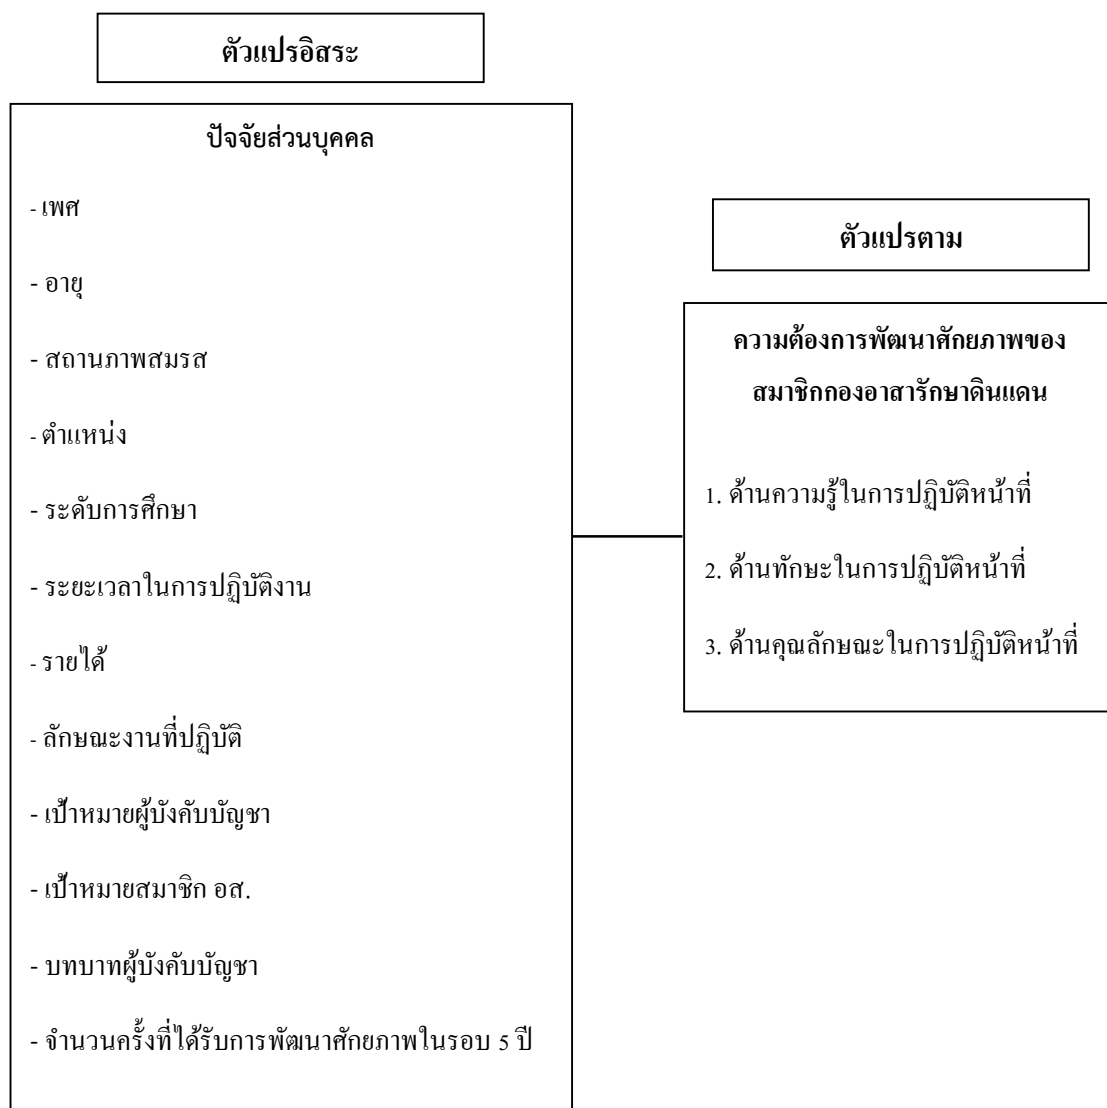 ตัวแปรอิสระ
ปัจจัยส่วนบุคคล
- เพศ
- อายุ
- สถานภาพสมรส
- ตำแหน่ง
- ระดับการศึกษา
- ระยะเวลาในการปฏิบัติงาน
- รายได้
- ลักษณะงานที่ปฏิบัติ
- เป้าหมายผู้บังคับบัญชา
- เป้าหมายสมาชิก อส.
- บทบาทผู้บังคับบัญชา
- จำนวนครั้งที่ได้รับการพัฒนาศักยภาพในรอบ 5 ปี
ตัวแปรตาม
ความต้องการพัฒนาศักยภาพของ
สมาชิกกองอาสารักษาดินแดน
1. ด้านความรู้ในการปฏิบัติหน้าที่
2. ด้านทักษะในการปฏิบัติหน้าที่
3. ด้านคุณลักษณะในการปฏิบัติหน้าที่